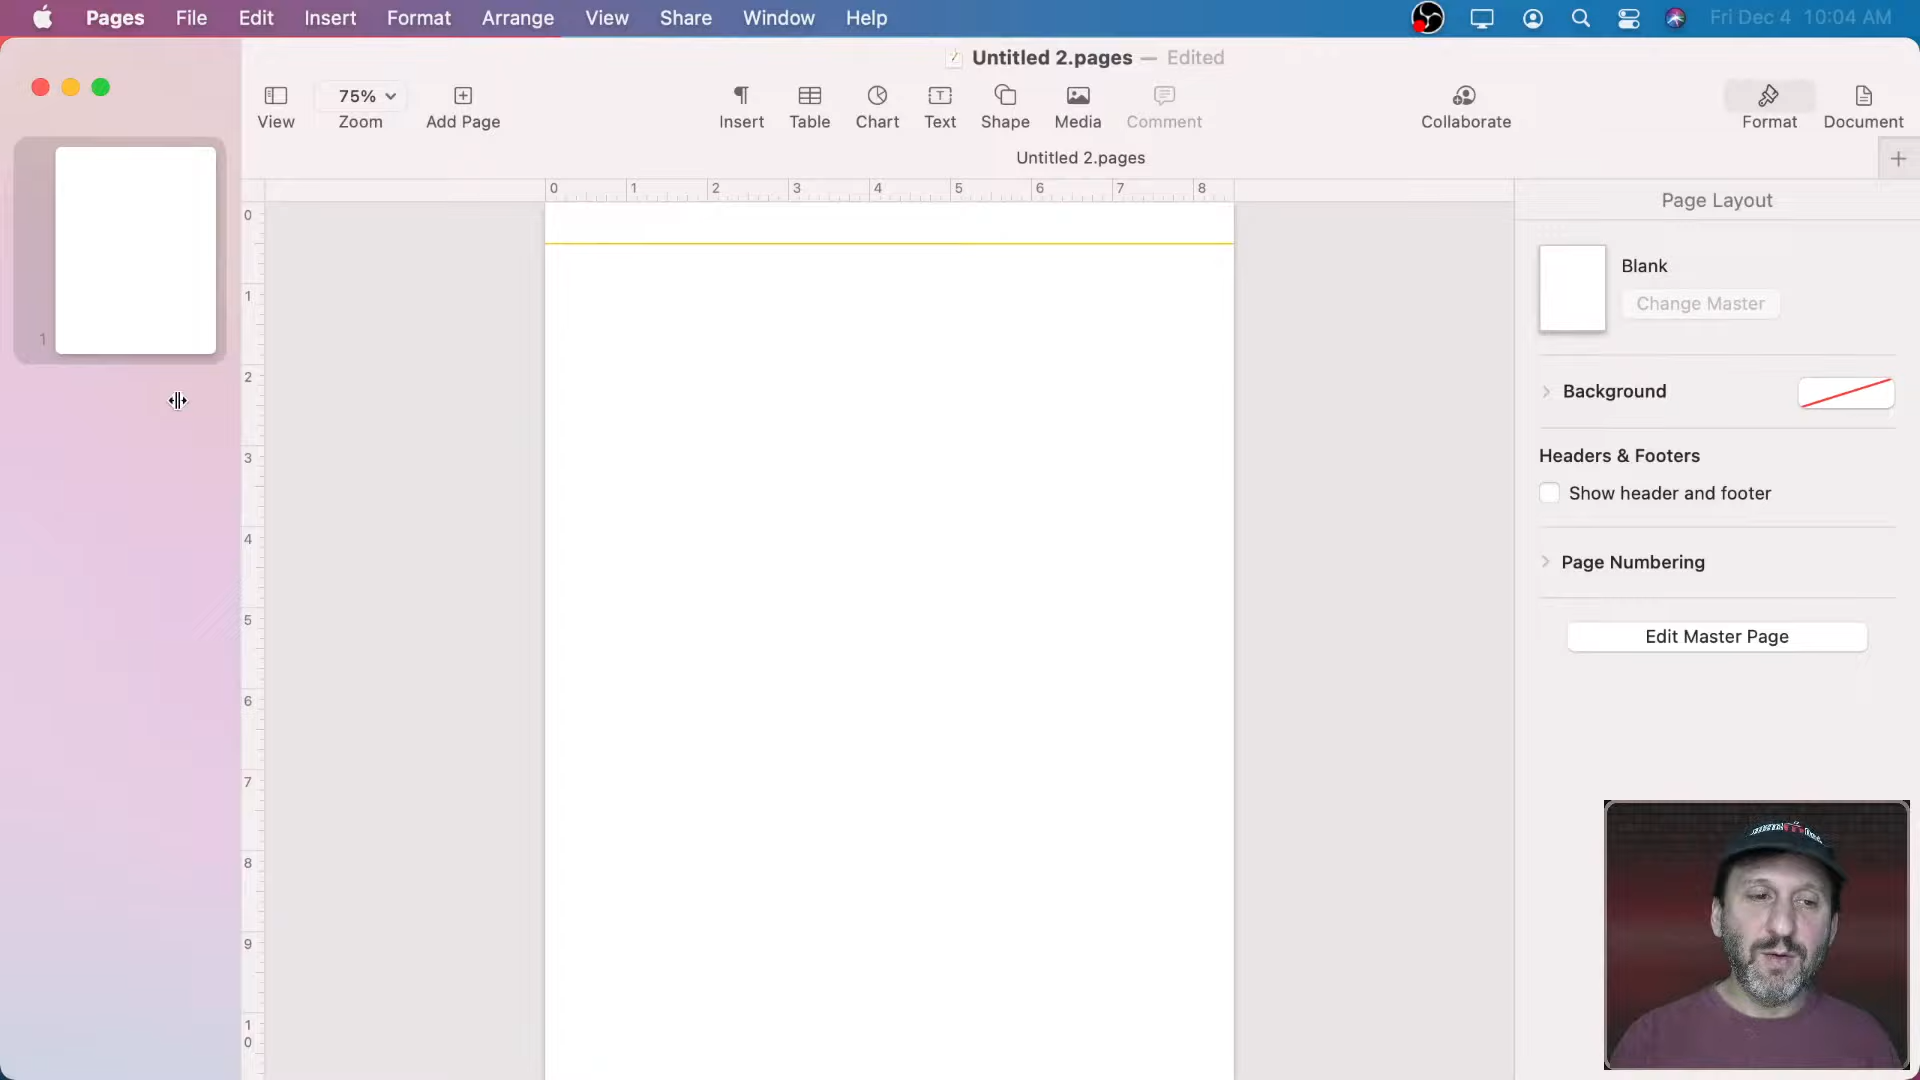 Pages File Edit Insert Format Arrange View Share Window Help Fri Dec 4 10:04 AM
Untitled 2.pages — Edited
75%
View Zoom Add Page Insert Table Chart Text Shape Media Comment Collaborate Format Document
Untitled 2.pages
0 1 2 3 4 5 6 7 8
Page Layout
0
1
2
3
4
5
6
7
8
9
10
1
Blank
Change Master
Background
Headers & Footers
Show header and footer
Page Numbering
Edit Master Page